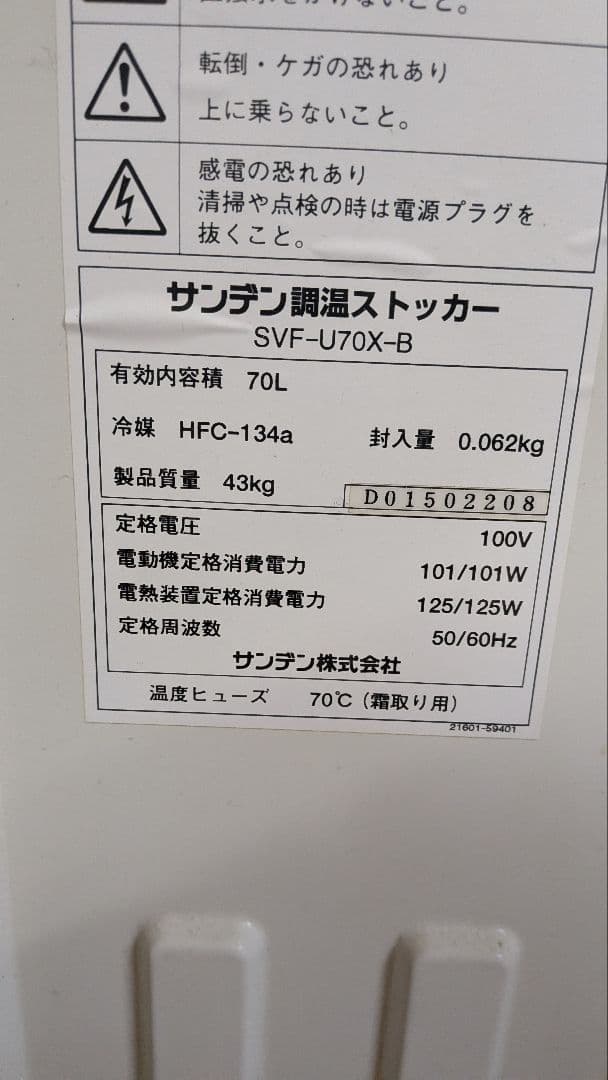 転倒・ケガの恐れあり
上に乗らないこと。
感電の恐れあり
清掃や点検の時は電源プラグを
抜くこと。
サンデン調温ストッカー
SVF-U70X-B
有効内容積 70L
冷媒 HFC-134a 封入量 0.062kg
製品質量 43kg
D01502208
定格電圧 100V
電動機定格消費電力 101/101W
電熱装置定格消費電力 125/125W
定格周波数 50/60Hz
サンデン株式会社
温度ヒューズ 70℃(霜取り用)
21601-59401